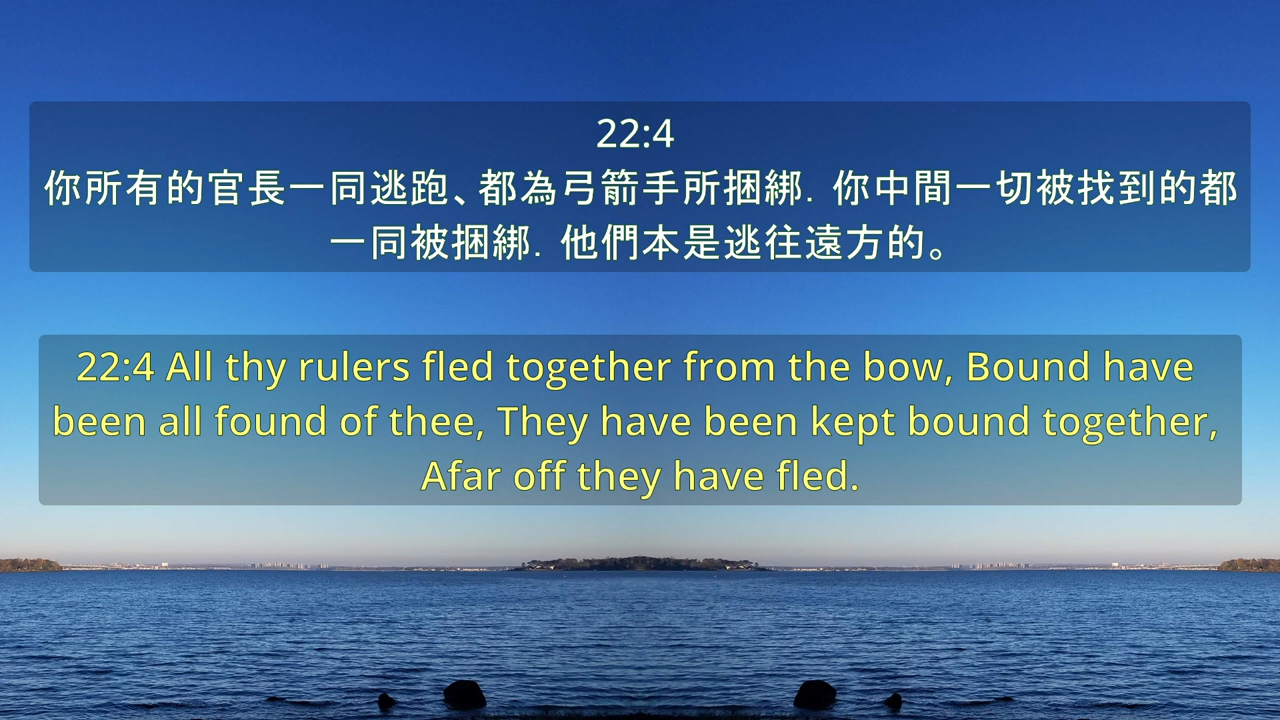 22:4
你所有的官長一同逃跑、都為弓箭手所捆綁．你中間一切被找到的都
一同被捆綁．他們本是逃往遠方的。
22:4 All thy rulers fled together from the bow, Bound have
been all found of thee, They have been kept bound together,
Afar off they have fled.